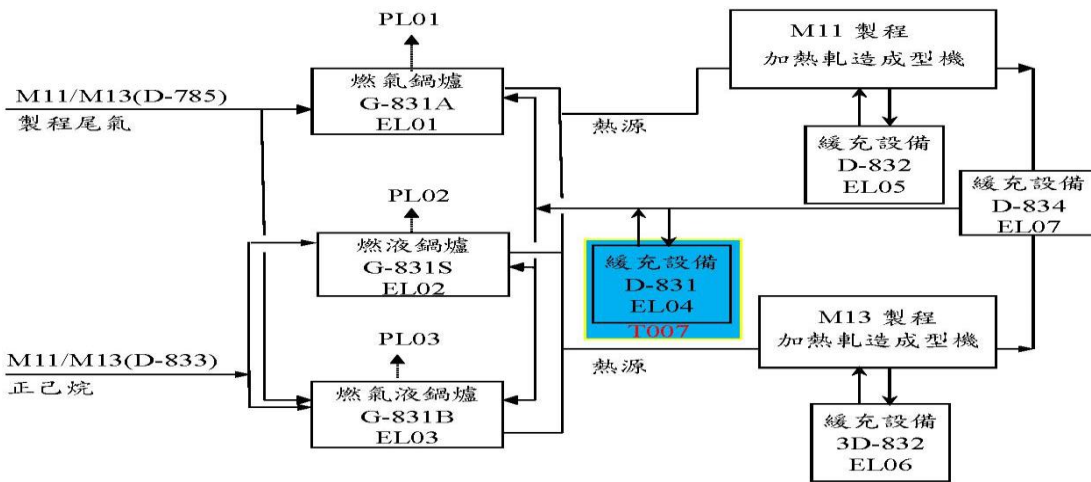 PL01
M11/M13(D-785)
製程尾氣
燃氣鍋爐
G-831A
EL01
熱源
M11 製程
加熱軋造成型機
緩充設備
D-832
EL05
緩充設備
D-834
EL07
PL02
燃液鍋爐
G-831S
EL02
緩充設備
D-831
EL04
T007
M11/M13(D-833)
正己烷
PL03
燃氣液鍋爐
G-831B
EL03
熱源
M13 製程
加熱軋造成型機
緩充設備
3D-832
EL06